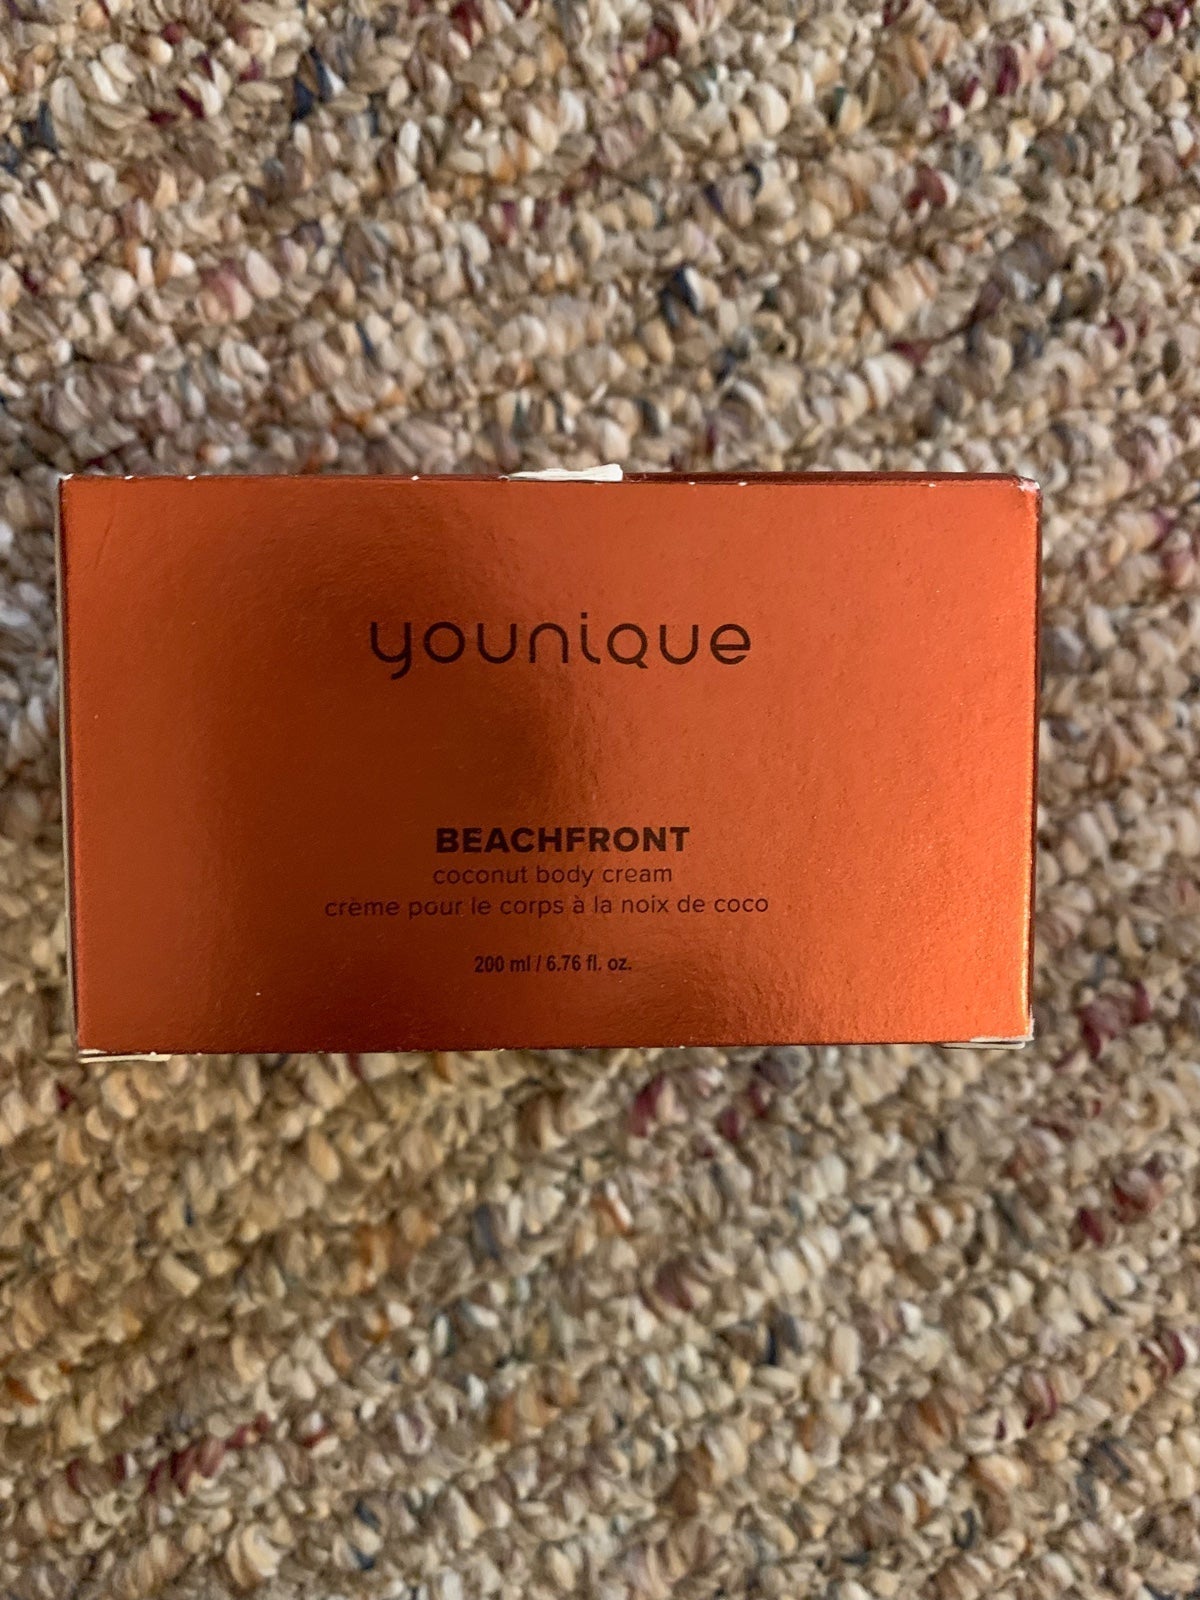 younique
BEACHFRONT
coconut body cream
crème pour le corps à la noix de coco
200 ml / 6.76 fl. oz.